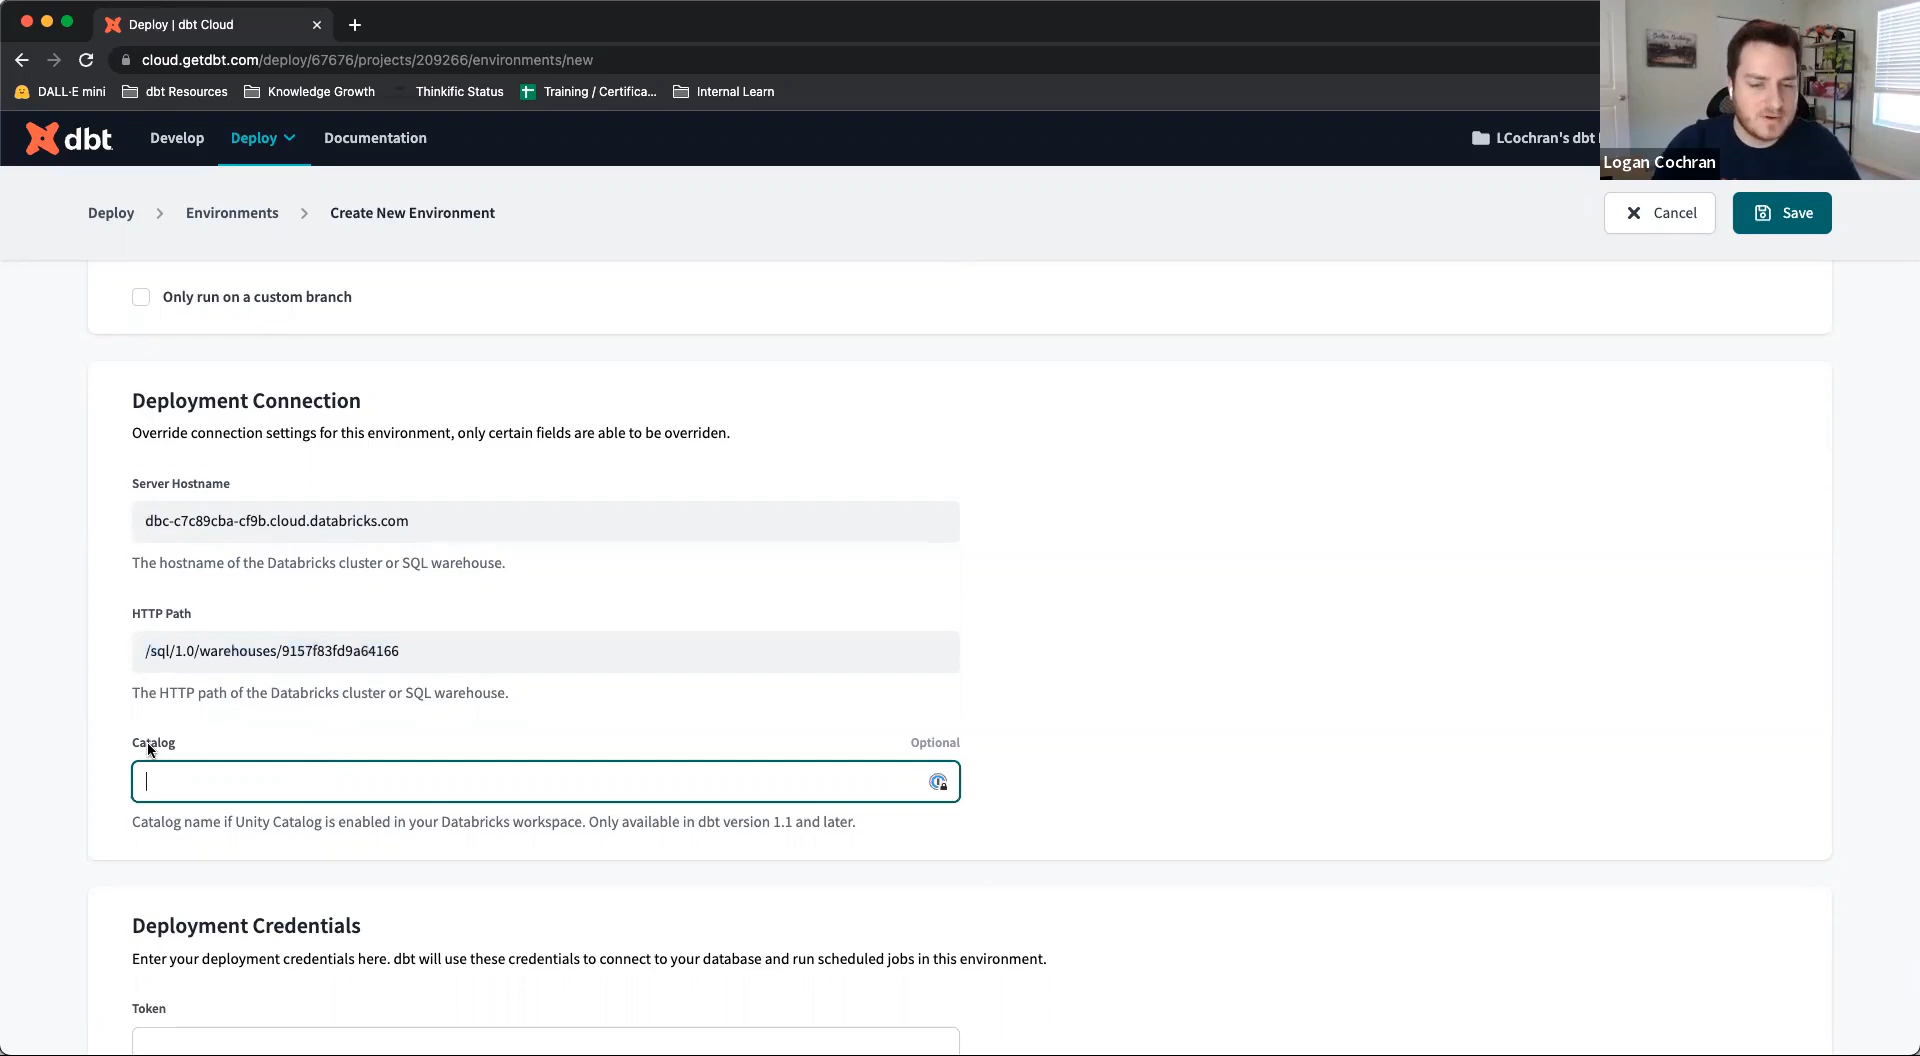 Deploy | dbt Cloud
cloud.getdbt.com/deploy/67676/projects/209266/environments/new
DALL·E mini dbt Resources Knowledge Growth Thinkific Status Training / Certifica... Internal Learn
dbt Develop Deploy Documentation LCochran's dbt
Logan Cochran
Deploy Environments Create New Environment Cancel Save
Only run on a custom branch
Deployment Connection
Override connection settings for this environment, only certain fields are able to be overriden.
Server Hostname
dbc-c7c89cba-cf9b.cloud.databricks.com
The hostname of the Databricks cluster or SQL warehouse.
HTTP Path
/sql/1.0/warehouses/9157f83fd9a64166
The HTTP path of the Databricks cluster or SQL warehouse.
Catalog Optional
Catalog name if Unity Catalog is enabled in your Databricks workspace. Only available in dbt version 1.1 and later.
Deployment Credentials
Enter your deployment credentials here. dbt will use these credentials to connect to your database and run scheduled jobs in this environment.
Token